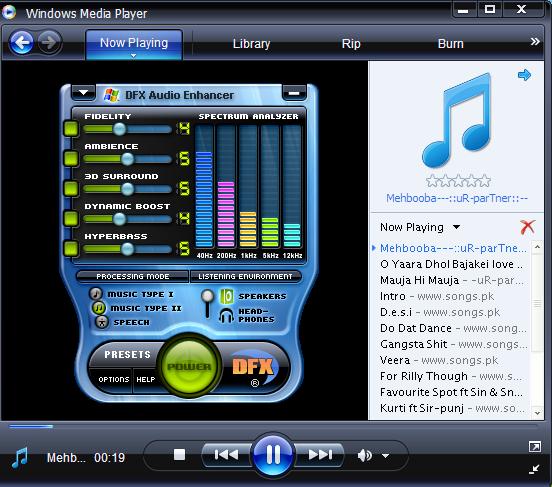 Windows Media Player
Now Playing Library Rip Burn »
DFX Audio Enhancer
FIDELITY 4
AMBIENCE 5
3D SURROUND 5
DYNAMIC BOOST 4
HYPERBASS 5
SPECTRUM ANALYZER
40Hz 200Hz 1kHz 5kHz 12kHz
PROCESSING MODE LISTENING ENVIRONMENT
MUSIC TYPE I
MUSIC TYPE II
SPEECH
SPEAKERS
HEAD-
PHONES
PRESETS
OPTIONS HELP
POWER
DFX
®
Mehbooba---::uR-parTner::--
Now Playing
Mehbooba---::uR-parTne...
O Yaara Dhol Bajakei love ..
Mauja Hi Mauja - -uR-par...
Intro - www.songs.pk
D.e.s.i - www.songs.pk
Do Dat Dance - www.song...
Gangsta Shit - www.songs...
Veera - www.songs.pk
For Rilly Though - www.s...
Favourite Spot ft Sin & Sn...
Kurti ft Sir-punj - www.so...
Mehb... 00:19